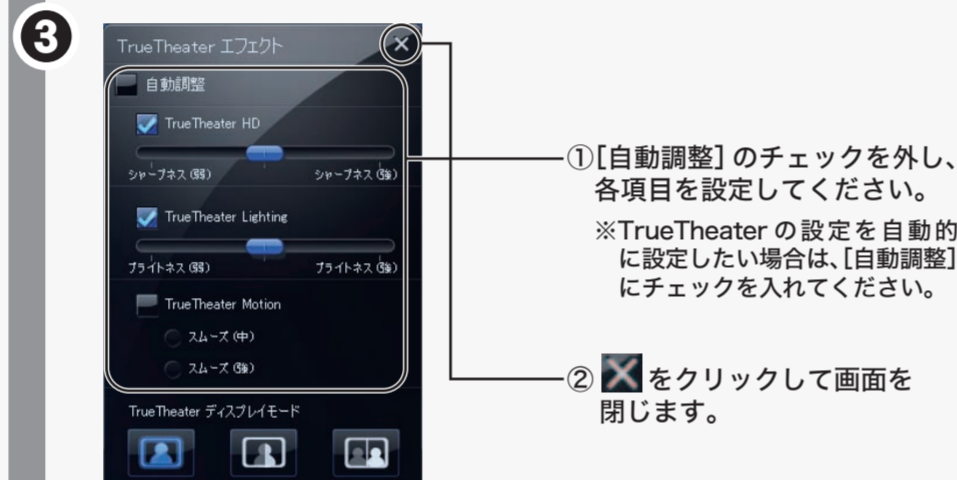 3
TrueTheater エフェクト
自動調整
TrueTheater HD
シャープネス (弱) シャープネス (強)
TrueTheater Lighting
ブライトネス (弱) ブライトネス (強)
TrueTheater Motion
スムーズ (中)
スムーズ (強)
TrueTheater ディスプレイモード
①[自動調整] のチェックを外し、
各項目を設定してください。
※TrueTheater の設定を自動的
に設定したい場合は、[自動調整]
にチェックを入れてください。
② をクリックして画面を
閉じます。